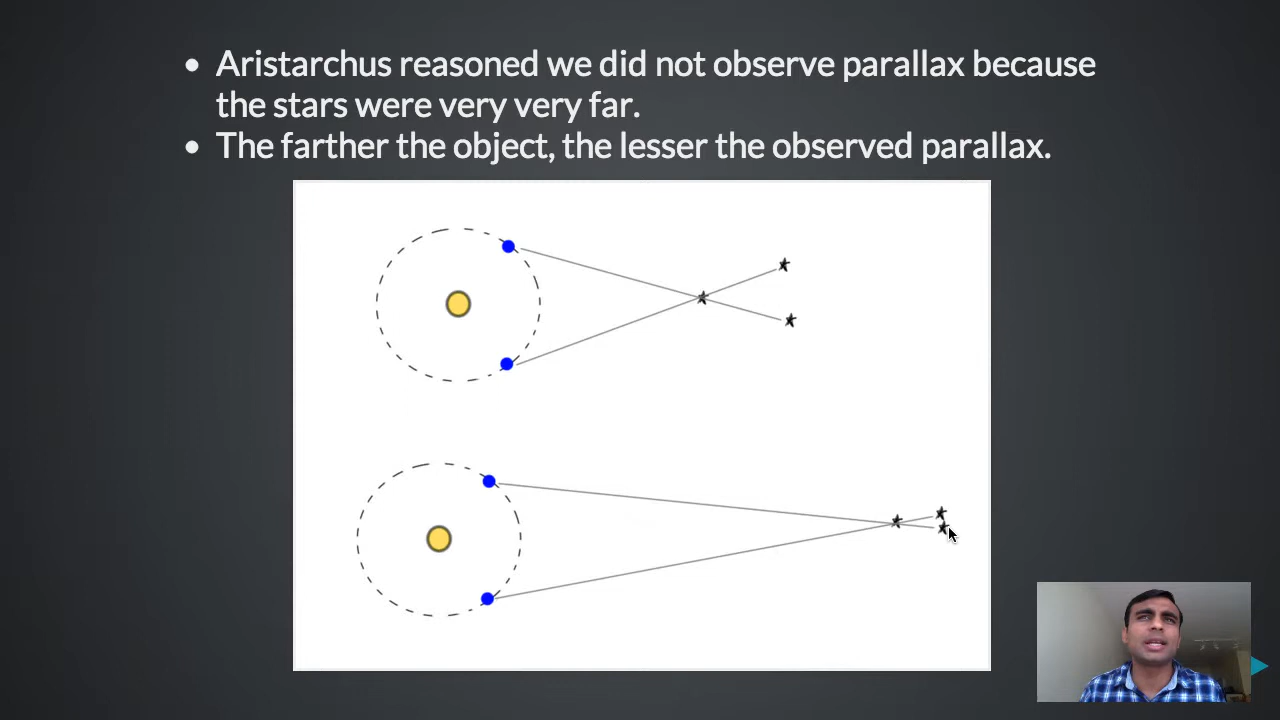 Aristarchus reasoned we did not observe parallax because
the stars were very very far.
The farther the object, the lesser the observed parallax.